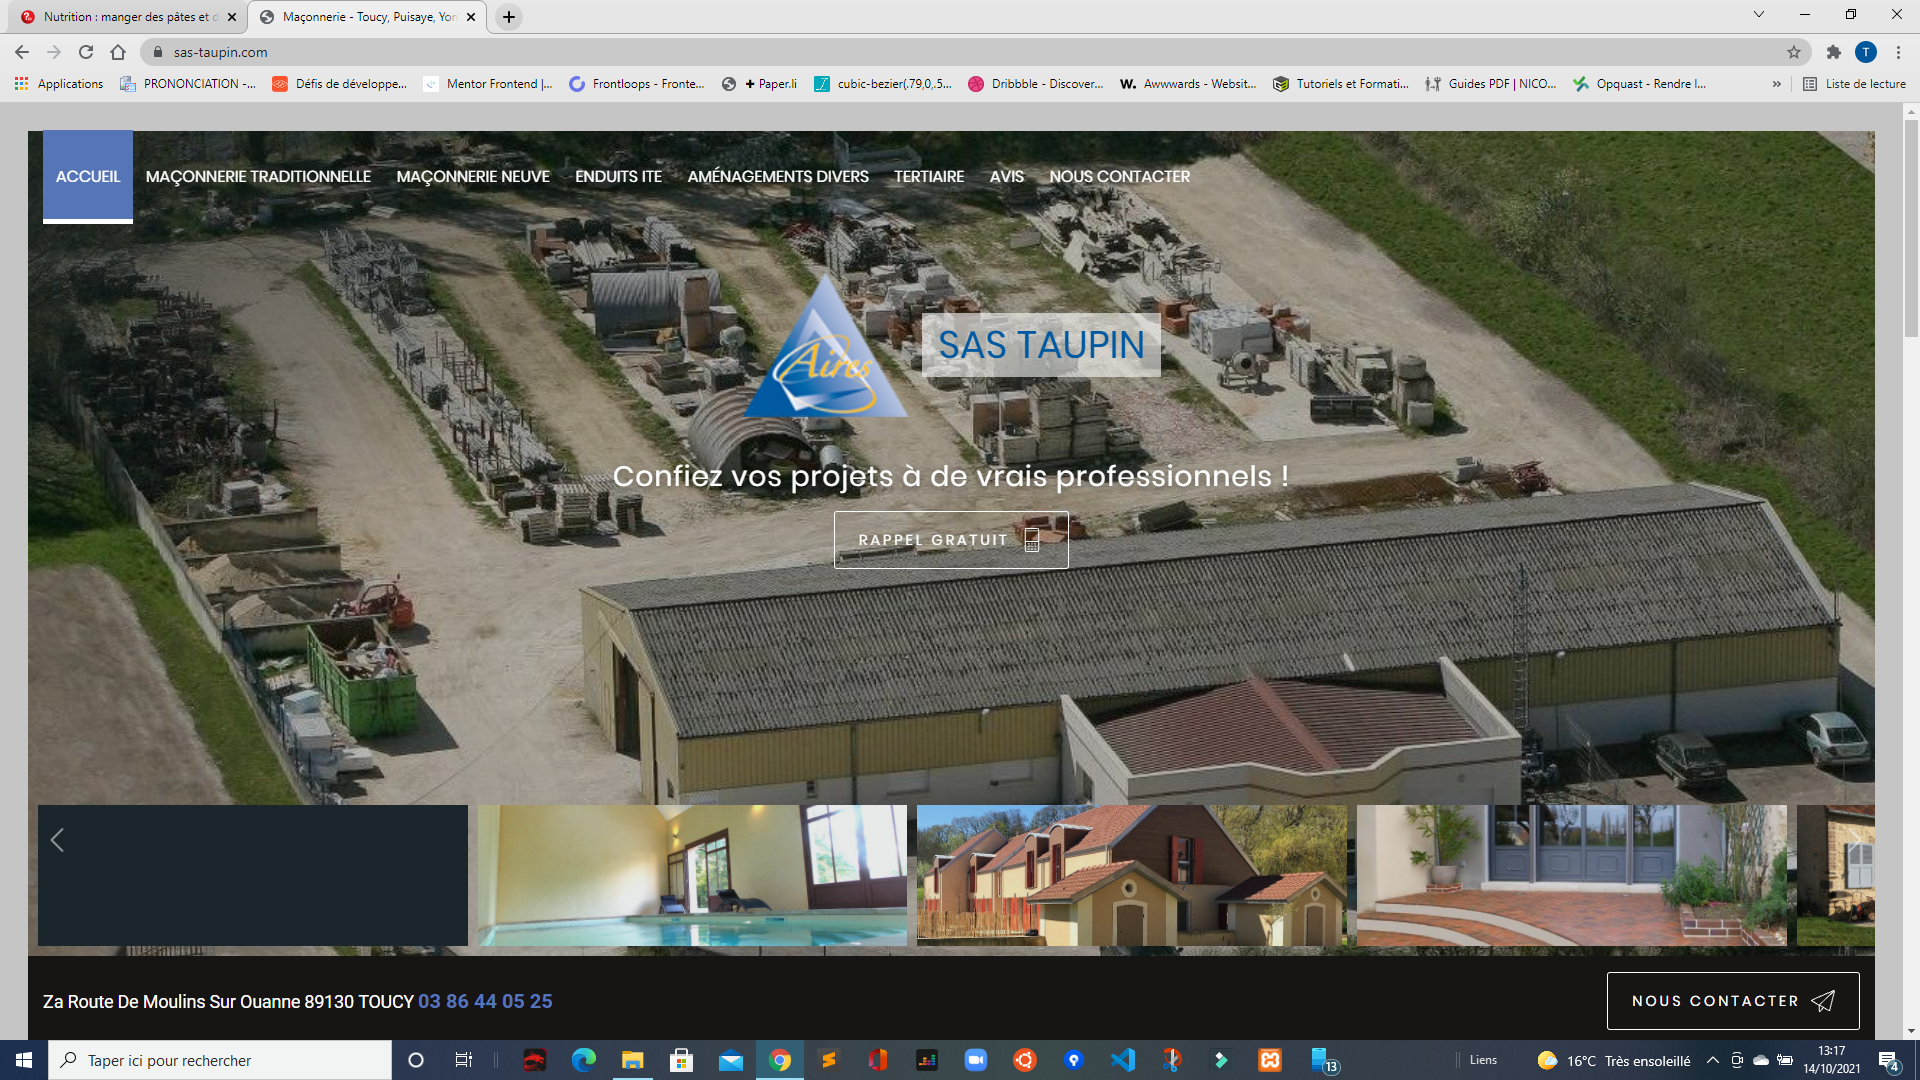 Nutrition : manger des pâtes et d
Maçonnerie - Toucy, Puisaye, Yon
sas-taupin.com
T
Applications
PRONONCIATION -...
Défis de développe...
Mentor Frontend |...
Frontloops - Fronte...
+ Paper.li
cubic-bezier(.79,0,.5...
Dribbble - Discover...
W. Awwwards - Websit...
Tutoriels et Formati...
Guides PDF | NICO...
Opquast - Rendre l...
»
Liste de lecture
ACCUEIL
MAÇONNERIE TRADITIONNELLE
MAÇONNERIE NEUVE
ENDUITS ITE
AMÉNAGEMENTS DIVERS
TERTIAIRE
AVIS
NOUS CONTACTER
Aires
SAS TAUPIN
Confiez vos projets à de vrais professionnels !
RAPPEL GRATUIT
Za Route De Moulins Sur Ouanne 89130 TOUCY 03 86 44 05 25
NOUS CONTACTER
Taper ici pour rechercher
13
Liens
16°C Très ensoleillé
13:17
14/10/2021
4